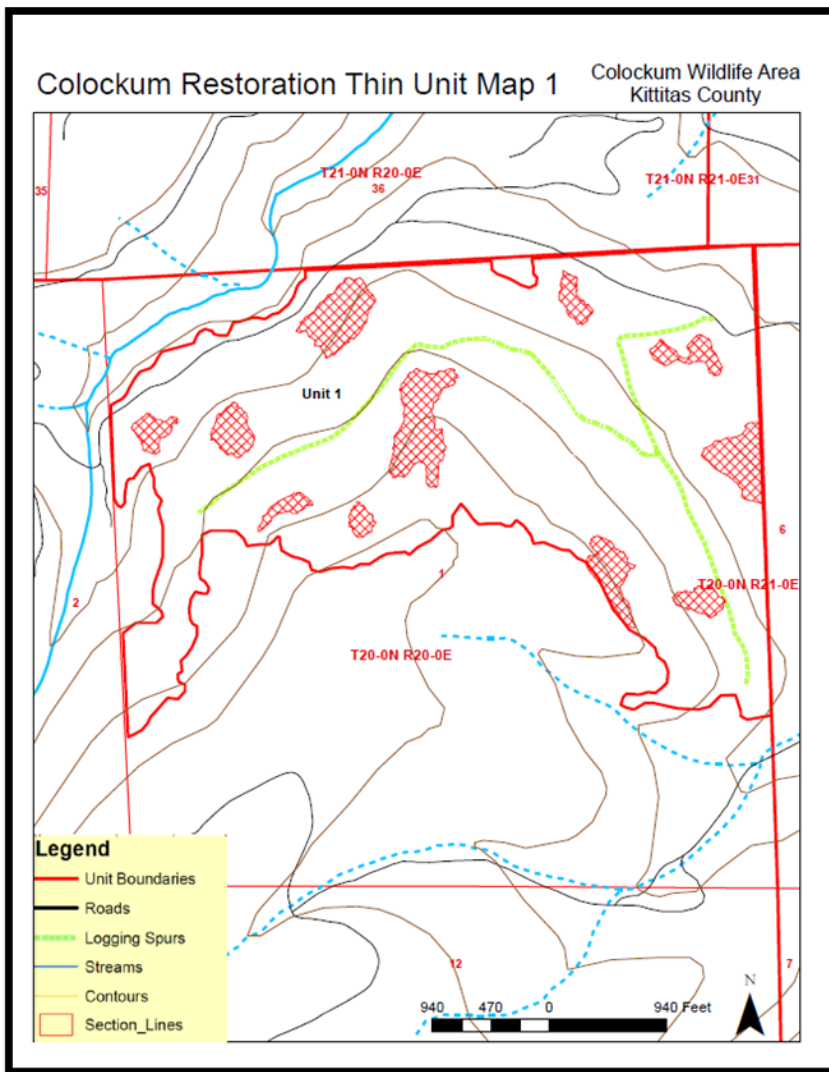 Colockum Restoration Thin Unit Map 1
Colockum Wildlife Area
Kittitas County
T21-0N R20-0E
36
T21-0N R21-0E31
35
Unit 1
6
1
2
T20-0N R21-0E
T20-0N R20-0E
Legend
Unit Boundaries
Roads
Logging Spurs
Streams
Contours
Section_Lines
12
7
N
940 470 0 940 Feet